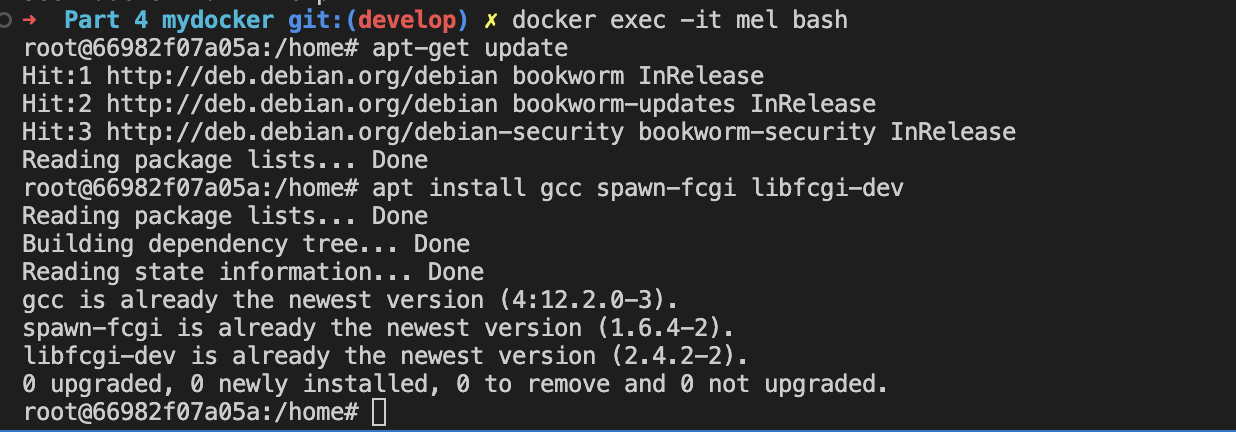 ➜ Part 4 mydocker git:(develop) ✗ docker exec -it mel bash
root@66982f07a05a:/home# apt-get update
Hit:1 http://deb.debian.org/debian bookworm InRelease
Hit:2 http://deb.debian.org/debian bookworm-updates InRelease
Hit:3 http://deb.debian.org/debian-security bookworm-security InRelease
Reading package lists... Done
root@66982f07a05a:/home# apt install gcc spawn-fcgi libfcgi-dev
Reading package lists... Done
Building dependency tree... Done
Reading state information... Done
gcc is already the newest version (4:12.2.0-3).
spawn-fcgi is already the newest version (1.6.4-2).
libfcgi-dev is already the newest version (2.4.2-2).
0 upgraded, 0 newly installed, 0 to remove and 0 not upgraded.
root@66982f07a05a:/home#